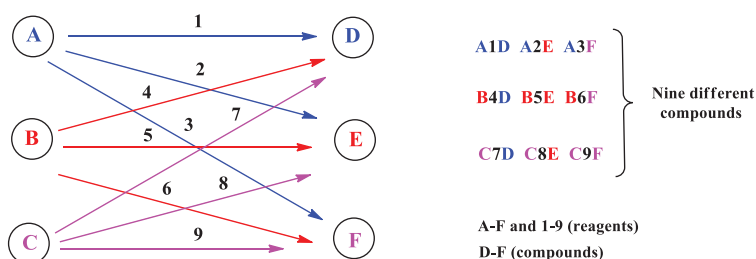 1
A D
2
4 7
B 5 3 E
6 8
C 9 F
A1D A2E A3F
B4D B5E B6F
C7D C8E C9F
Nine different
compounds
A-F and 1-9 (reagents)
D-F (compounds)